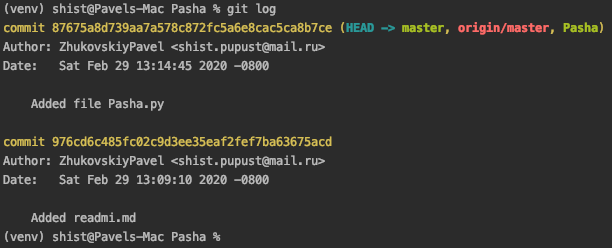 (venv) shist@Pavels-Mac Pasha % git log
commit 87675a8d739aa7a578c872fc5a6e8cac5ca8b7ce (HEAD -> master, origin/master, Pasha)
Author: ZhukovskiyPavel <shist.pupust@mail.ru>
Date:   Sat Feb 29 13:14:45 2020 -0800
    Added file Pasha.py
commit 976cd6c485fc02c9d3ee35eaf2fef7ba63675acd
Author: ZhukovskiyPavel <shist.pupust@mail.ru>
Date:   Sat Feb 29 13:09:10 2020 -0800
    Added readmi.md
(venv) shist@Pavels-Mac Pasha %